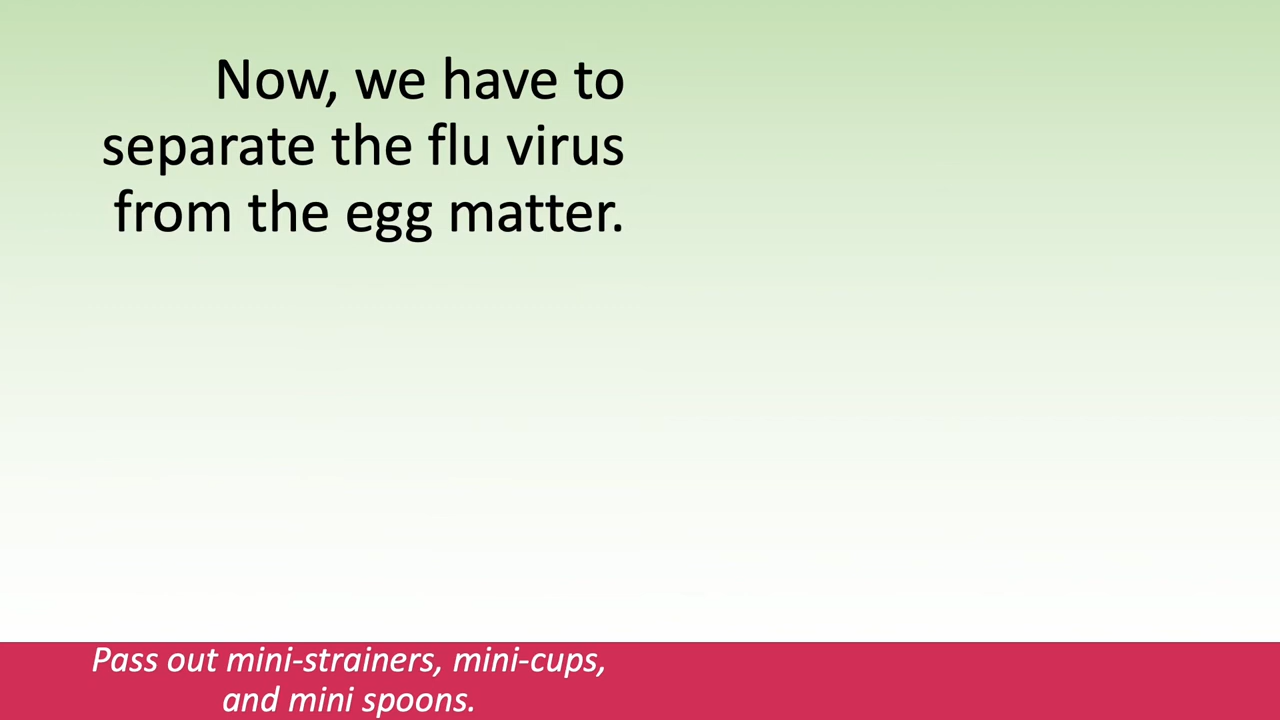 Now, we have to
separate the flu virus
from the egg matter.
Pass out mini-strainers, mini-cups,
and mini spoons.